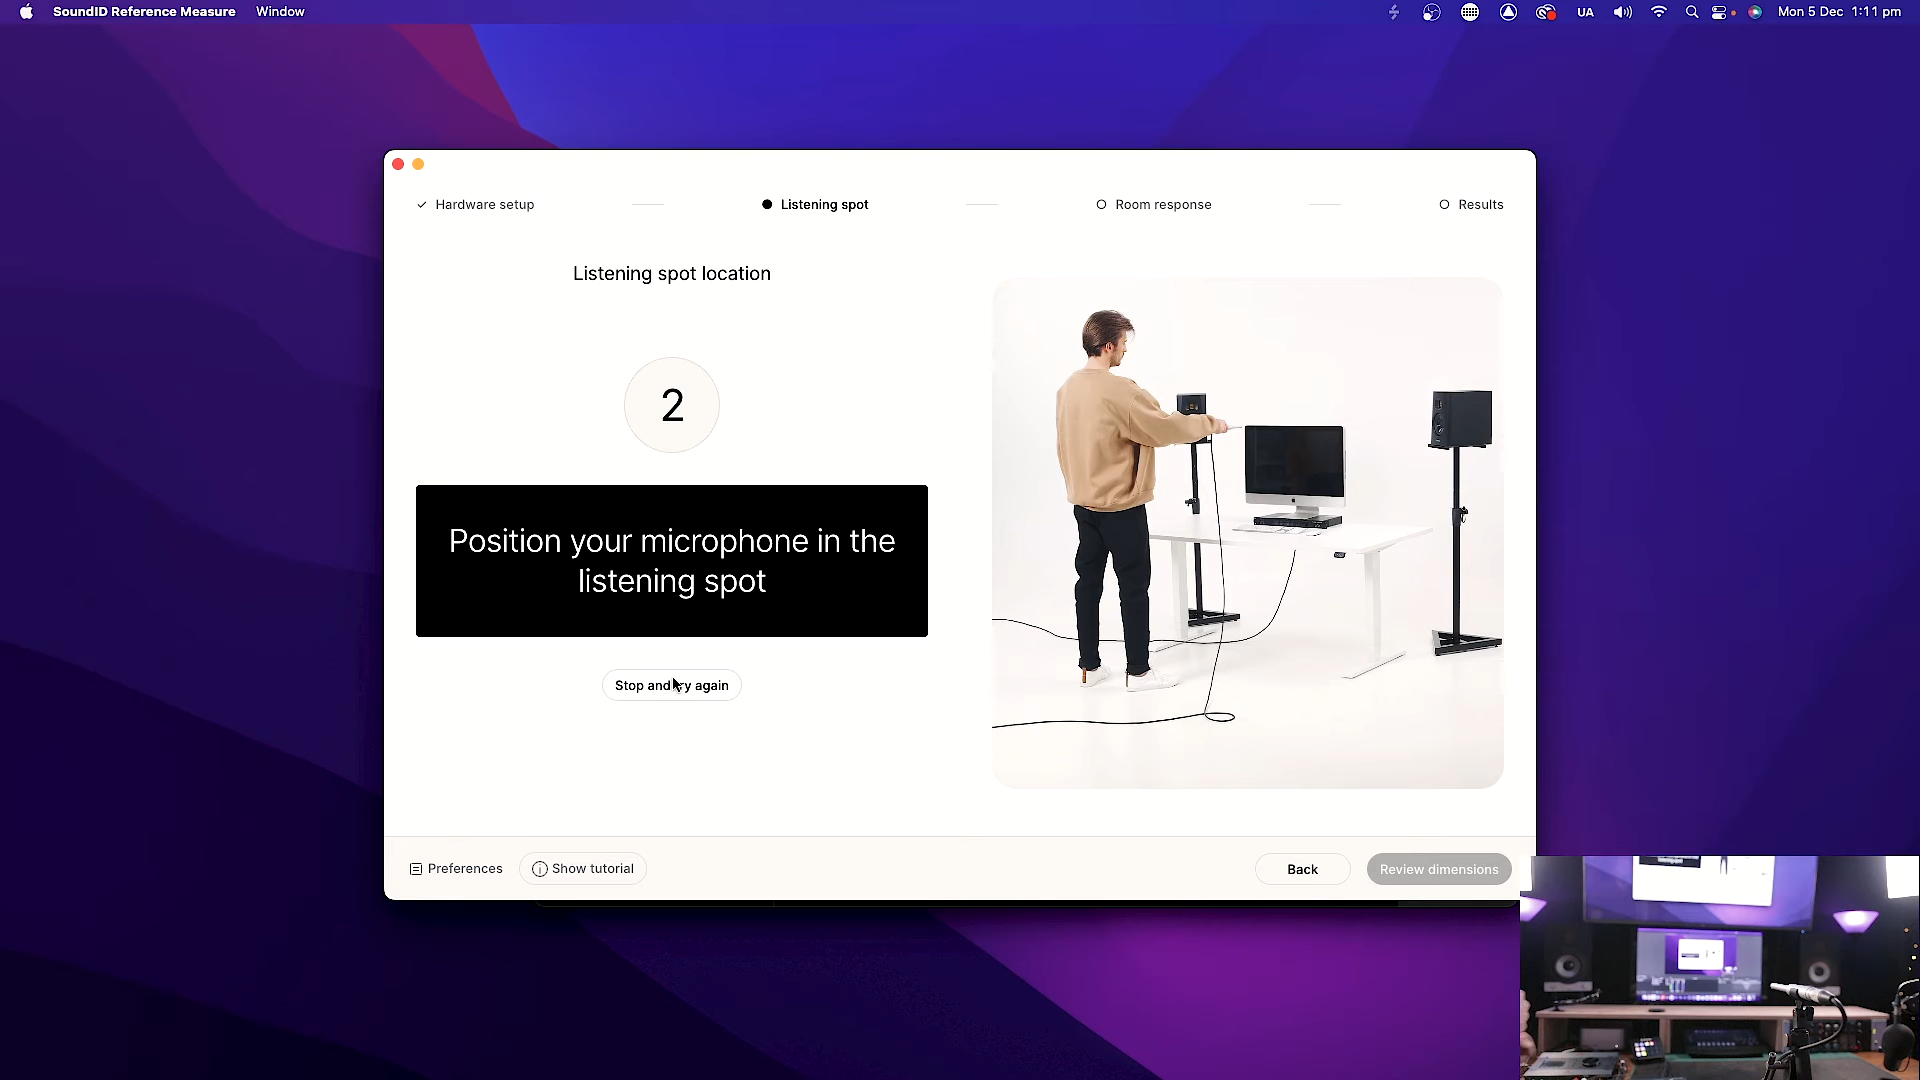 SoundID Reference Measure Window UA Mon 5 Dec 1:11 pm
Hardware setup Listening spot Room response Results
Listening spot location
2
Position your microphone in the
listening spot
Stop and try again
Preferences Show tutorial Back Review dimensions